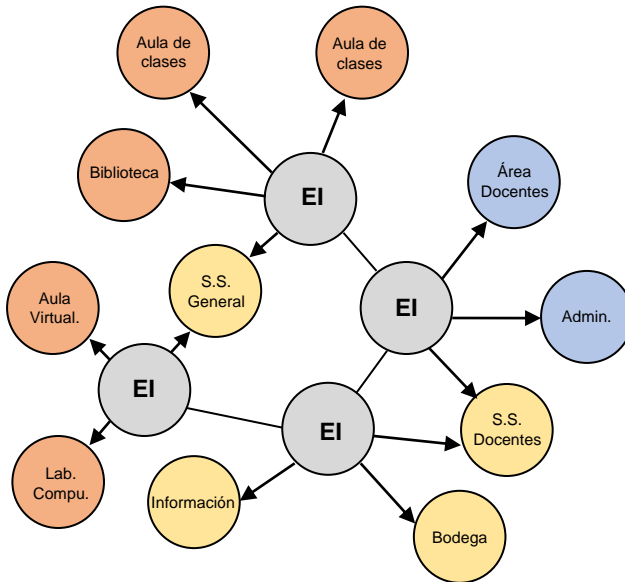 Aula de
clases
Aula de
clases
Biblioteca
EI
Área
Docentes
S.S.
General
Aula
Virtual.
EI
Admin.
EI
EI
S.S.
Docentes
Lab.
Compu.
Información
Bodega